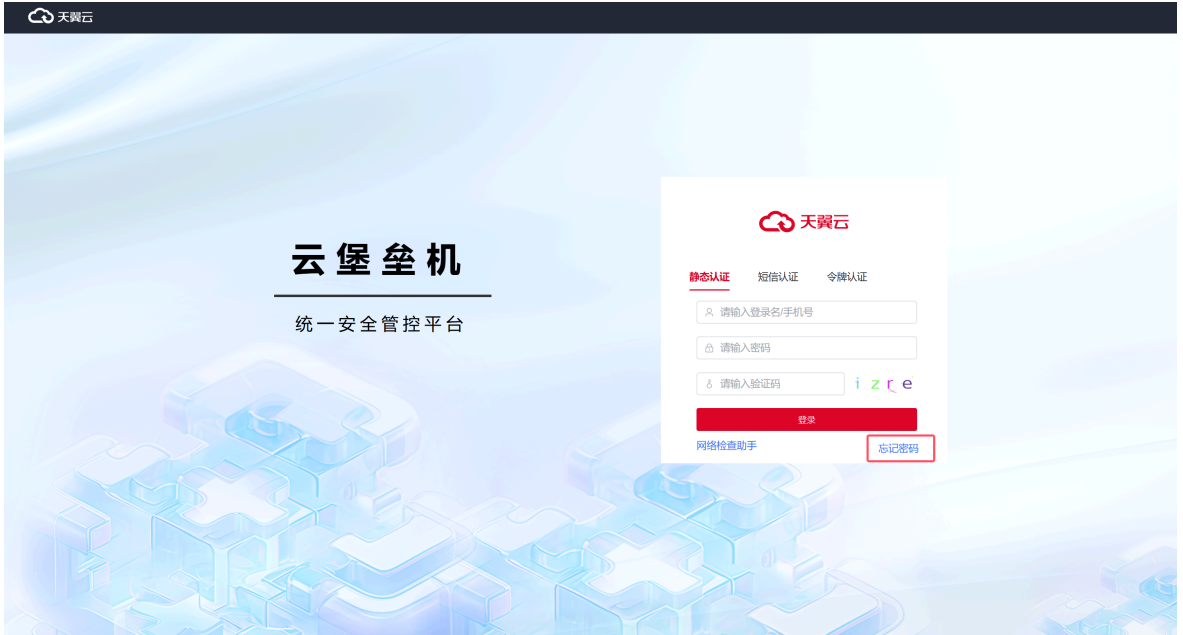 天翼云
云堡垒机
统一安全管控平台
天翼云
静态认证 短信认证 令牌认证
请输入登录名/手机号
请输入密码
请输入验证码 izre
登录
网络检查助手 忘记密码